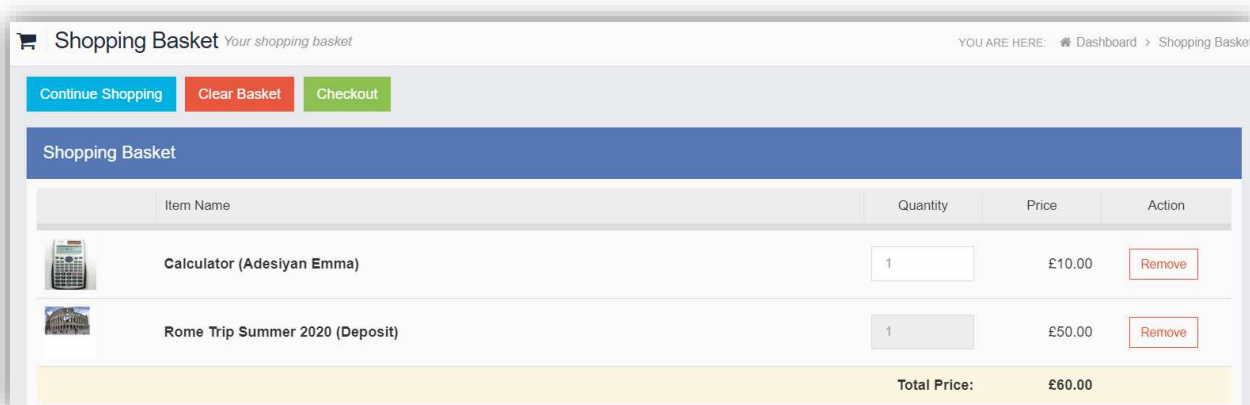 Shopping Basket Your shopping basket
YOU ARE HERE: Dashboard > Shopping Basket
Continue Shopping Clear Basket Checkout
Shopping Basket
Item Name Quantity Price Action
Calculator (Adesiyan Emma) 1 £10.00 Remove
Rome Trip Summer 2020 (Deposit) 1 £50.00 Remove
Total Price: £60.00